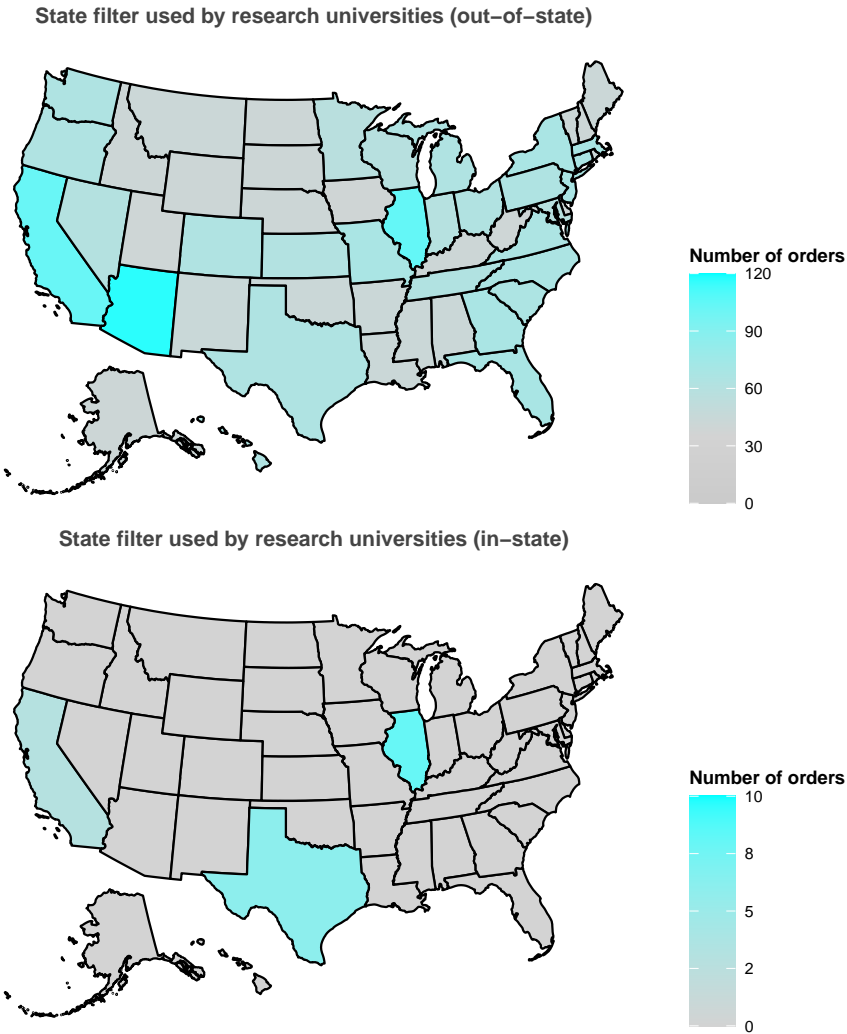 State filter used by research universities (out−of−state)
Number of orders
120
90
60
30
0
State filter used by research universities (in−state)
Number of orders
10
8
5
2
0